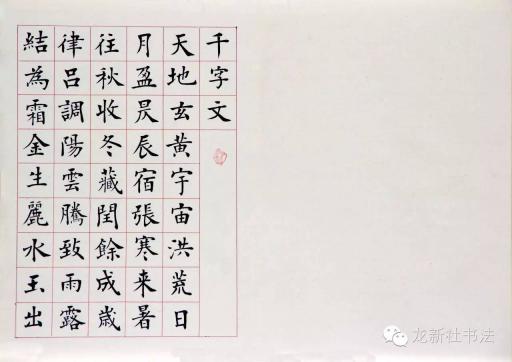 千字文
天地玄黃宇宙洪荒日
月盈昃辰宿張寒来暑
往秋收冬藏閏餘成歳
律呂調陽雲騰致雨露
結為霜金生麗水玉出
龙新社书法